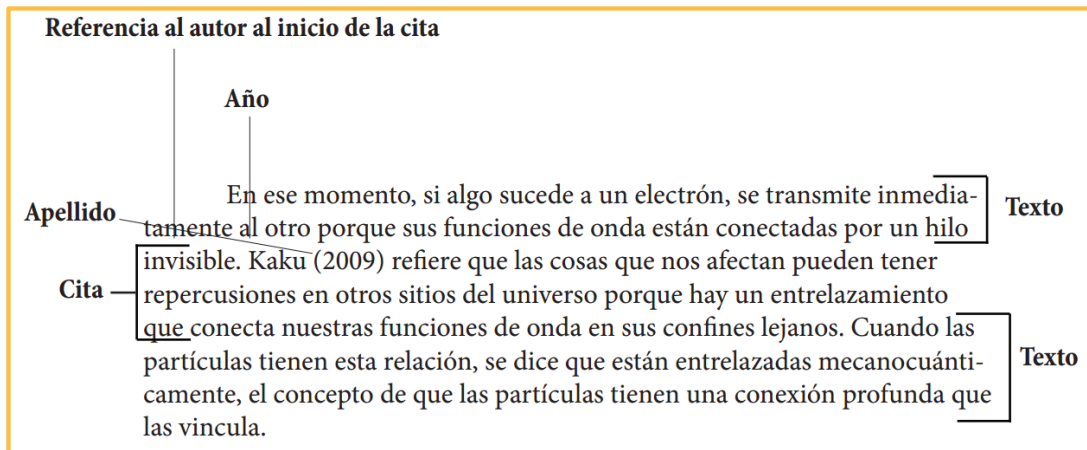 Referencia al autor al inicio de la cita
Año
En ese momento, si algo sucede a un electrón, se transmite inmedia-
Texto
Apellido
tamente al otro porque sus funciones de onda están conectadas por un hilo
invisible. Kaku (2009) refiere que las cosas que nos afectan pueden tener
Cita
repercusiones en otros sitios del universo porque hay un entrelazamiento
que conecta nuestras funciones de onda en sus confines lejanos. Cuando las
partículas tienen esta relación, se dice que están entrelazadas mecanocuánti-
Texto
camente, el concepto de que las partículas tienen una conexión profunda que
las vincula.